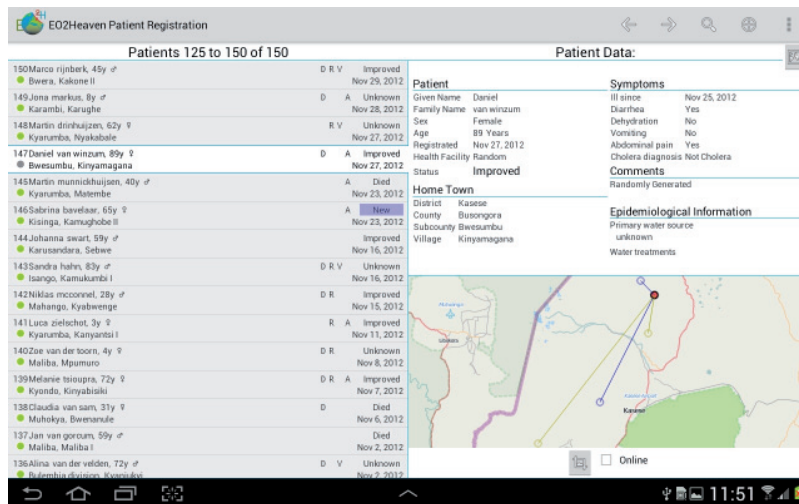 EO2Heaven Patient Registration
Patients 125 to 150 of 150
150 Marco rijnberk, 45y ♂ D R V Improved
Bwera, Kakone II Nov 29, 2012
149 Jona markus, 8y ♂ D A Unknown
Karambi, Karughe Nov 28, 2012
148 Martin drinhuijzen, 62y ♀ R V Unknown
Kyarumba, Nyakabale Nov 27, 2012
147 Daniel van winzum, 89y ♀ D A Improved
Bwesumbu, Kinyamagana Nov 27, 2012
145 Martin munnickhuijsen, 40y ♂ A Died
Kyarumba, Matembe Nov 23, 2012
146 Sabrina bavelaar, 65y ♀ A New
Kisinga, Kamughobe II Nov 23, 2012
144 Johanna swart, 59y ♂ Improved
Karusandara, Sebwe Nov 16, 2012
143 Sandra hahn, 83y ♂ D R V Unknown
Isango, Kamukumbi I Nov 16, 2012
142 Niklas mcconnel, 28y ♂ D R Improved
Mahango, Kyabwenge Nov 15, 2012
141 Luca zielschot, 3y ♀ R A Improved
Kyarumba, Kanyantsi I Nov 11, 2012
140 Zoe van der toorn, 4y ♀ D R Unknown
Maliba, Mpumuro Nov 8, 2012
139 Melanie tsioupra, 72y ♀ D R A Improved
Kyondo, Kinyabisiki Nov 7, 2012
138 Claudia van sam, 31y ♀ D Died
Muhokya, Bwenanule Nov 6, 2012
137 Jan van gorcum, 59y ♂ Died
Maliba, Maliba I Nov 2, 2012
136 Alina van der velden, 72y ♂ D V Unknown
Bulembia division, Kyanjukyi Nov 2, 2012
Patient Data:
Patient
Given Name Daniel
Family Name van winzum
Sex Female
Age 89 Years
Registrated Nov 27, 2012
Health Facility Random
Status Improved
Home Town
District Kasese
County Busongora
Subcounty Bwesumbu
Village Kinyamagana
Symptoms
Ill since Nov 25, 2012
Diarrhea Yes
Dehydration No
Vomiting No
Abdominal pain Yes
Cholera diagnosis Not Cholera
Comments
Randomly Generated
Epidemiological Information
Primary water source
unknown
Water treatments
Kasese
Online
11:51